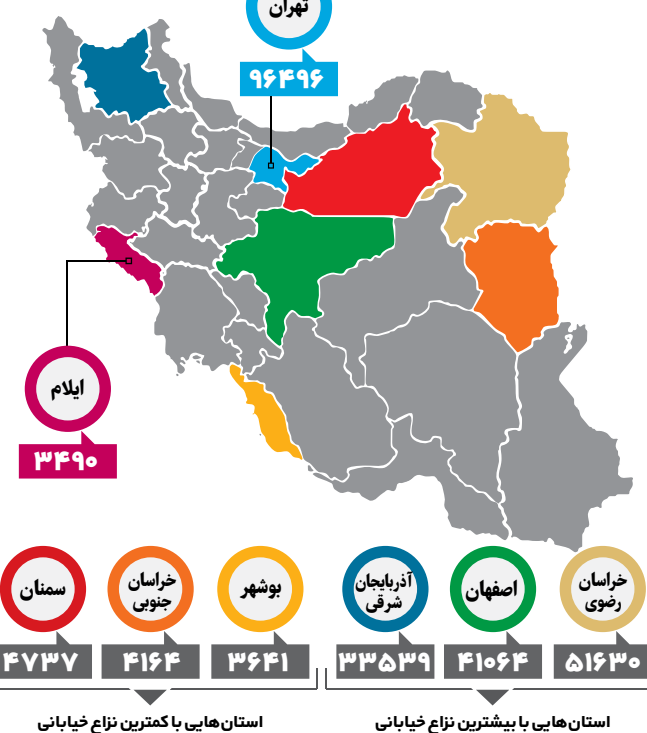 تهران
۹۶۴۹۶
ایلام
۳۴۹۰
خراسان
رضوی
۵۱۶۳۰
اصفهان
۴۱۰۶۴
آذربایجان
شرقی
۳۳۵۳۹
بوشهر
۳۶۴۱
خراسان
جنوبی
۴۱۶۴
سمنان
۴۷۳۷
استان‌هایی با بیشترین نزاع خیابانی
استان‌هایی با کمترین نزاع خیابانی